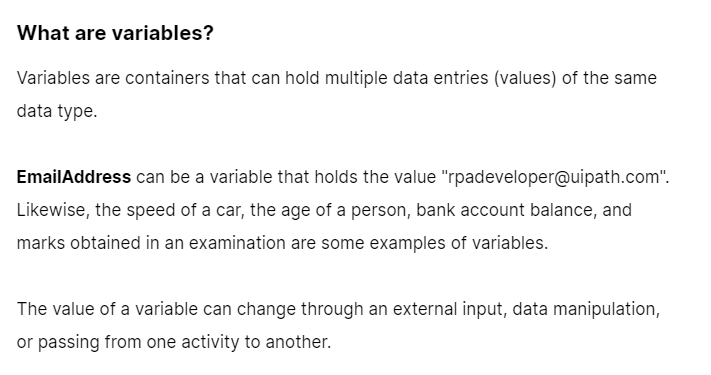 What are variables?
Variables are containers that can hold multiple data entries (values) of the same
data type.
EmailAddress can be a variable that holds the value "rpadeveloper@uipath.com".
Likewise, the speed of a car, the age of a person, bank account balance, and
marks obtained in an examination are some examples of variables.
The value of a variable can change through an external input, data manipulation,
or passing from one activity to another.